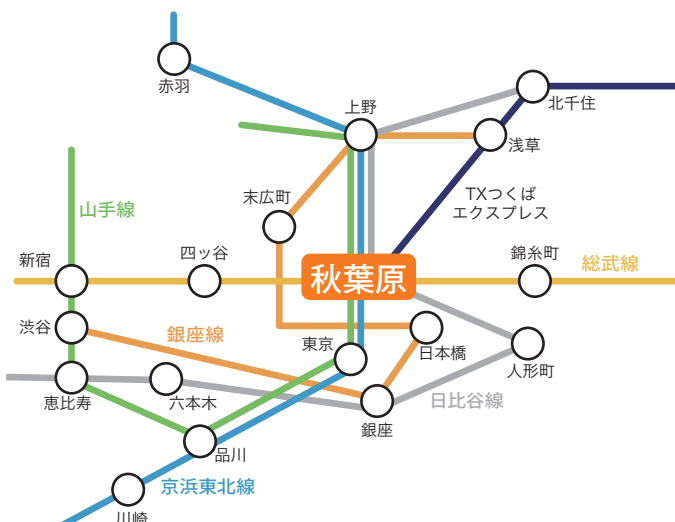 赤羽
上野
北千住
浅草
山手線
末広町
TXつくば
エクスプレス
新宿
四ッ谷
秋葉原
錦糸町
総武線
渋谷
銀座線
東京
日本橋
人形町
恵比寿
六本木
銀座
日比谷線
品川
京浜東北線
川崎